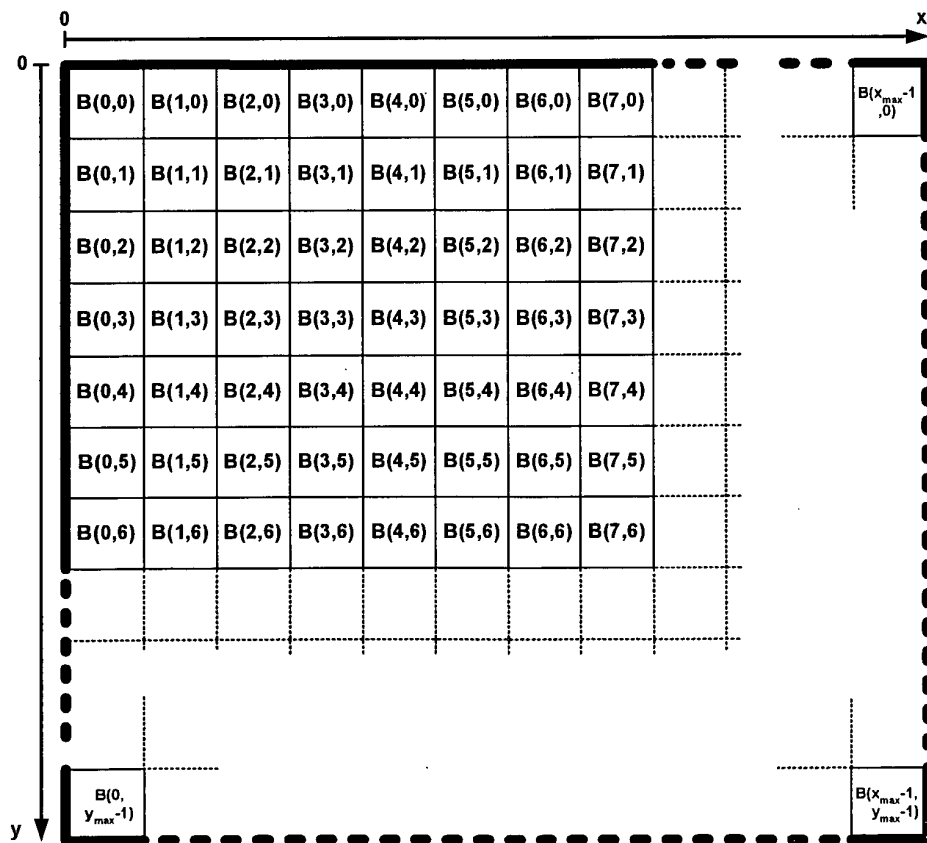 0 x
0
B(0,0) B(1,0) B(2,0) B(3,0) B(4,0) B(5,0) B(6,0) B(7,0) B(xmax-1
,0)
B(0,1) B(1,1) B(2,1) B(3,1) B(4,1) B(5,1) B(6,1) B(7,1)
B(0,2) B(1,2) B(2,2) B(3,2) B(4,2) B(5,2) B(6,2) B(7,2)
B(0,3) B(1,3) B(2,3) B(3,3) B(4,3) B(5,3) B(6,3) B(7,3)
B(0,4) B(1,4) B(2,4) B(3,4) B(4,4) B(5,4) B(6,4) B(7,4)
B(0,5) B(1,5) B(2,5) B(3,5) B(4,5) B(5,5) B(6,5) B(7,5)
B(0,6) B(1,6) B(2,6) B(3,6) B(4,6) B(5,6) B(6,6) B(7,6)
B(0, B(xmax-1,
ymax-1) ymax-1)
y